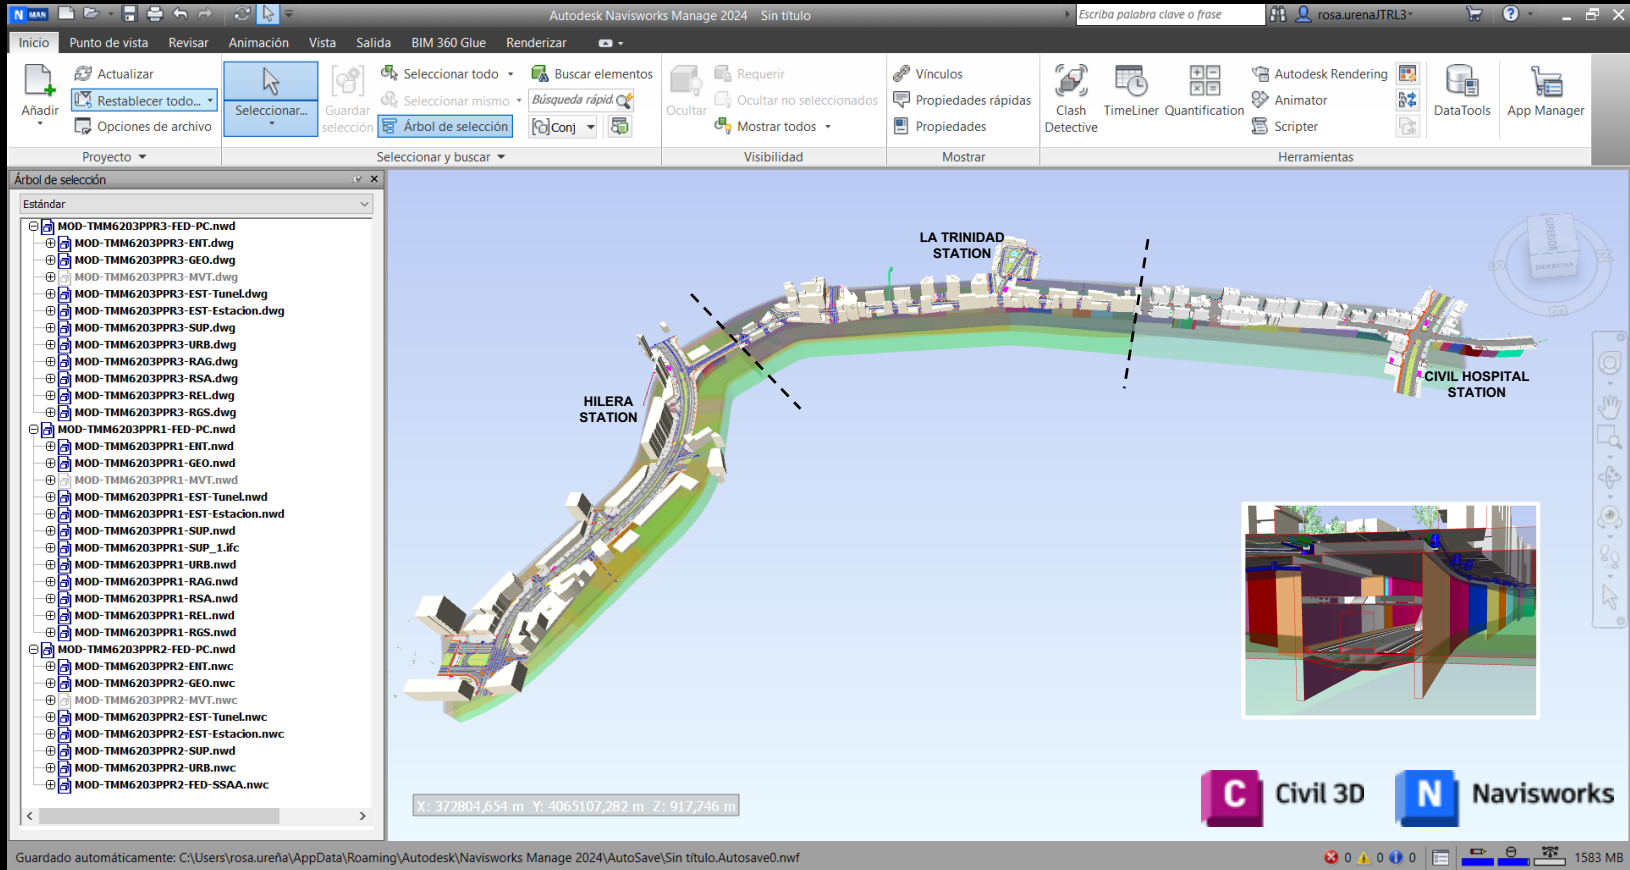 N MAN
Autodesk Navisworks Manage 2024 Sin título
Escriba palabra clave o frase
rosa.urenaJTRL3
Inicio Punto de vista Revisar Animación Vista Salida BIM 360 Glue Renderizar
Añadir
Actualizar
Restablecer todo...
Opciones de archivo
Proyecto
Seleccionar...
Guardar
selección
Seleccionar todo
Seleccionar mismo
Árbol de selección
Buscar elementos
Búsqueda rápid
Conj
Seleccionar y buscar
Ocultar
Requerir
Ocultar no seleccionados
Mostrar todos
Visibilidad
Vínculos
Propiedades rápidas
Propiedades
Mostrar
Clash
Detective
TimeLiner
Quantification
Autodesk Rendering
Animator
Scripter
DataTools
App Manager
Herramientas
Árbol de selección
Estándar
MOD-TMM6203PPR3-FED-PC.nwd
MOD-TMM6203PPR3-ENT.dwg
MOD-TMM6203PPR3-GEO.dwg
MOD-TMM6203PPR3-MVT.dwg
MOD-TMM6203PPR3-EST-Tunel.dwg
MOD-TMM6203PPR3-EST-Estacion.dwg
MOD-TMM6203PPR3-SUP.dwg
MOD-TMM6203PPR3-URB.dwg
MOD-TMM6203PPR3-RAG.dwg
MOD-TMM6203PPR3-RSA.dwg
MOD-TMM6203PPR3-REL.dwg
MOD-TMM6203PPR3-RGS.dwg
MOD-TMM6203PPR1-FED-PC.nwd
MOD-TMM6203PPR1-ENT.nwd
MOD-TMM6203PPR1-GEO.nwd
MOD-TMM6203PPR1-MVT.nwd
MOD-TMM6203PPR1-EST-Tunel.nwd
MOD-TMM6203PPR1-EST-Estacion.nwd
MOD-TMM6203PPR1-SUP.nwd
MOD-TMM6203PPR1-SUP_1.ifc
MOD-TMM6203PPR1-URB.nwd
MOD-TMM6203PPR1-RAG.nwd
MOD-TMM6203PPR1-RSA.nwd
MOD-TMM6203PPR1-REL.nwd
MOD-TMM6203PPR1-RGS.nwd
MOD-TMM6203PPR2-FED-PC.nwd
MOD-TMM6203PPR2-ENT.nwc
MOD-TMM6203PPR2-GEO.nwc
MOD-TMM6203PPR2-MVT.nwc
MOD-TMM6203PPR2-EST-Tunel.nwc
MOD-TMM6203PPR2-EST-Estacion.nwc
MOD-TMM6203PPR2-SUP.nwd
MOD-TMM6203PPR2-URB.nwc
MOD-TMM6203PPR2-FED-SSAA.nwc
LA TRINIDAD
STATION
HILERA
STATION
CIVIL HOSPITAL
STATION
SUPERIOR
DERECHA
S
N
E
X: 372804,654 m Y: 4065107,282 m Z: 917,746 m
C Civil 3D
N Navisworks
Guardado automáticamente: C:\Users\rosa.ureña\AppData\Roaming\Autodesk\Navisworks Manage 2024\AutoSave\Sin título.Autosave0.nwf
0 0 0
1583 MB